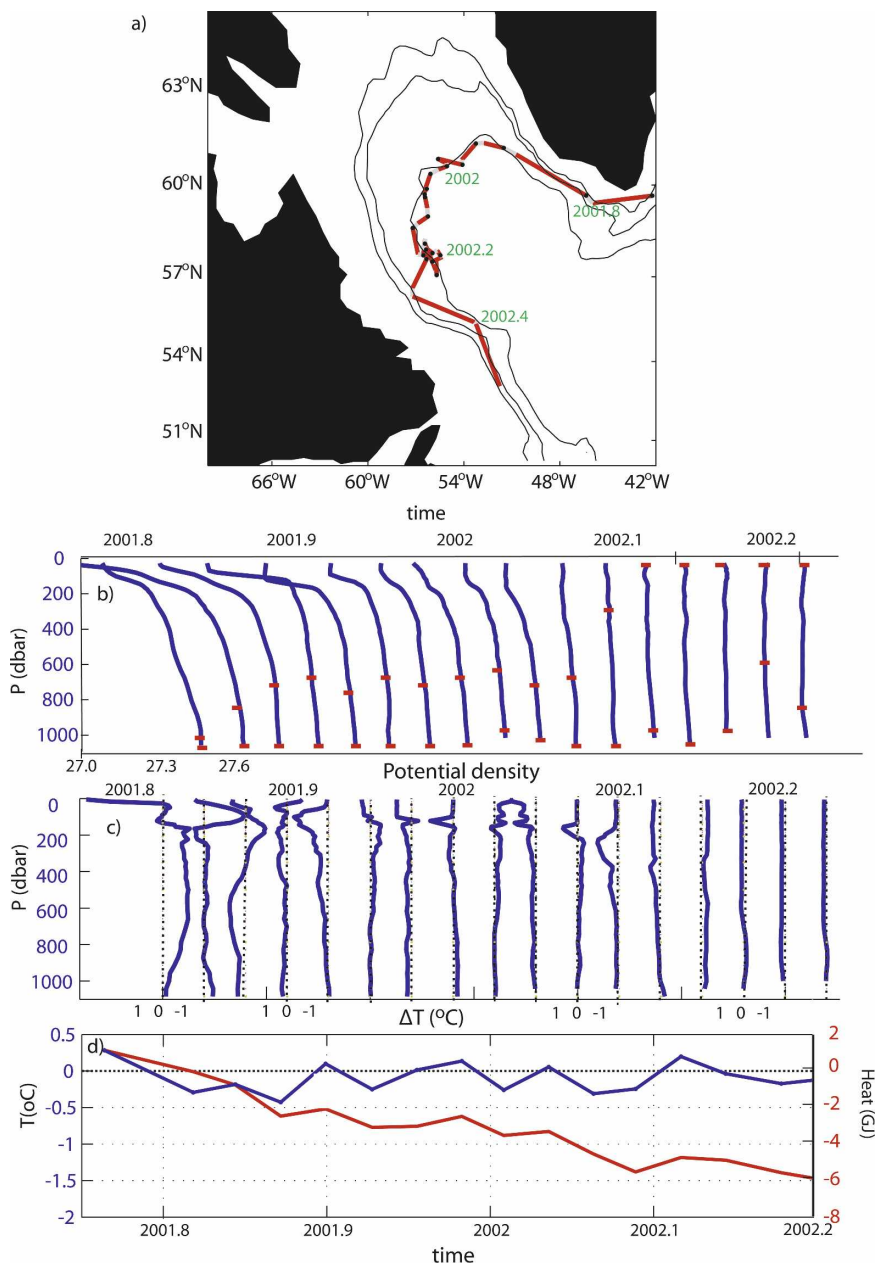 a)
63°N
60°N
57°N
54°N
51°N
2002
2001.8
2002.2
2002.4
66°W 60°W 54°W 48°W 42°W
time
2001.8 2001.9 2002 2002.1 2002.2
b)
P (dbar)
0
200
400
600
800
1000
27.0 27.3 27.6
Potential density
2001.8 2001.9 2002 2002.1 2002.2
c)
P (dbar)
0
200
400
600
800
1000
1 0 -1 1 0 -1 ΔT (°C) 1 0 -1 1 0 -1
d)
T(oC)
0.5
0
-0.5
-1
-1.5
-2
Heat (GJ)
2
0
-2
-4
-6
-8
2001.8 2001.9 2002 2002.1 2002.2
time